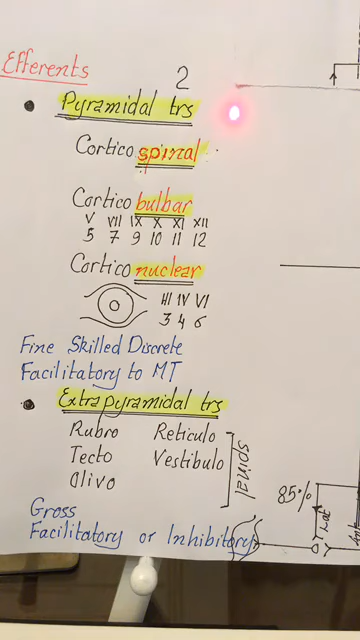 Efferents
2
Pyramidal trs
Cortico spinal
Cortico bulbar
V VII IX X XI XII
5 7 9 10 11 12
Cortico nuclear
III IV VI
3 4 6
Fine Skilled Discrete
Facilitatory to MT
Extrapyramidal trs
Rubro Reticulo
Tecto Vestibulo
Olivo
spinal
Gross
Facilitatory or Inhibitory
85%
Lat